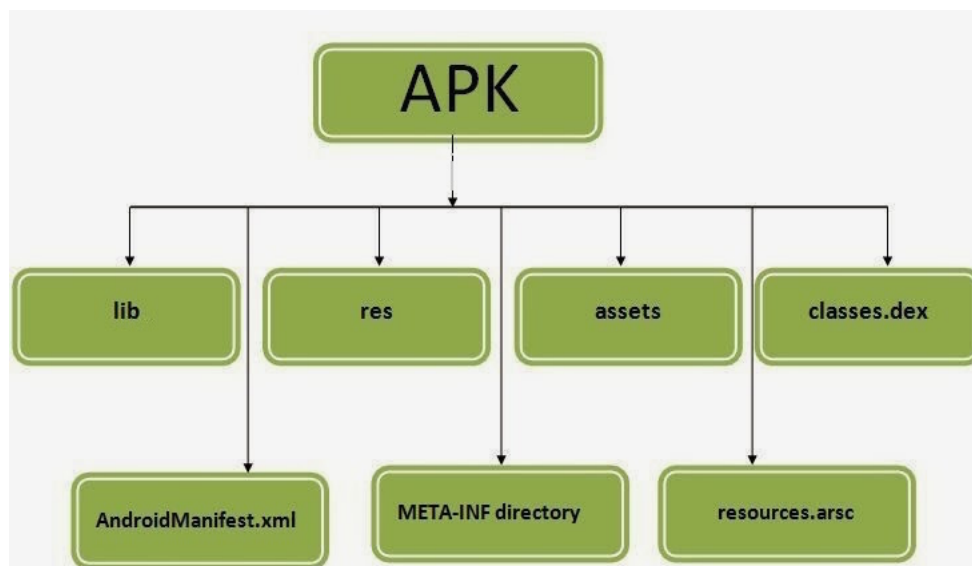 APK
lib
res
assets
classes.dex
AndroidManifest.xml
META-INF directory
resources.arsc